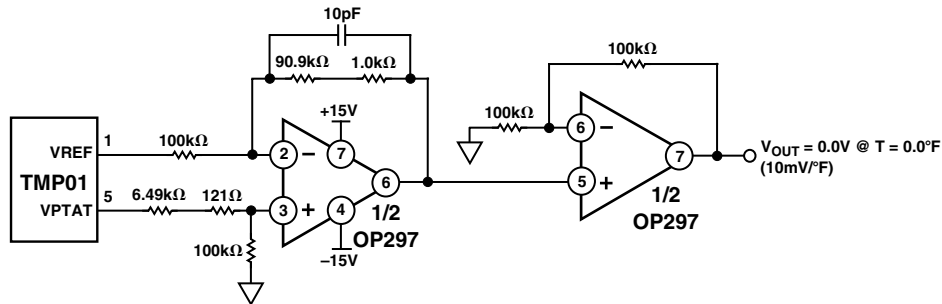 10pF
90.9kΩ 1.0kΩ
100kΩ
+15V
100kΩ
VREF 1
100kΩ
2 − 7
6 − 7
VOUT = 0.0V @ T = 0.0°F
(10mV/°F)
TMP01
6
5 +
VPTAT 5
6.49kΩ 121Ω
3 + 4
1/2
OP297
1/2
OP297
100kΩ
−15V